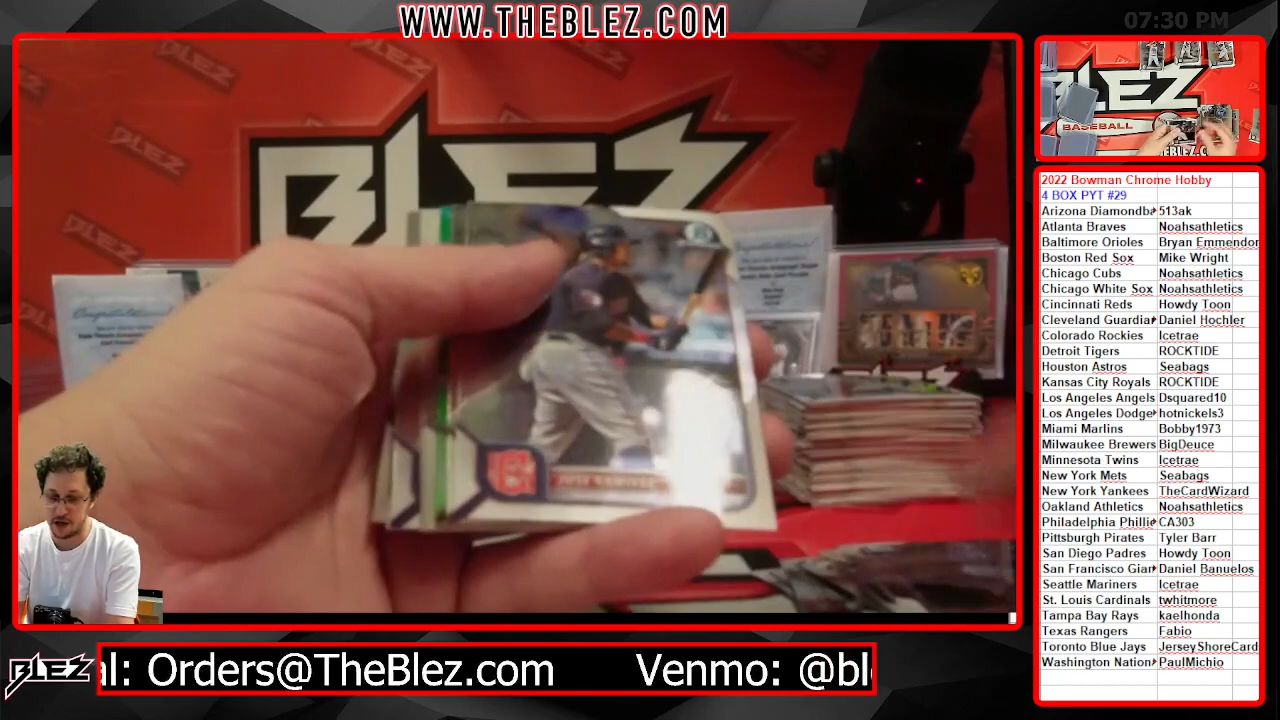 WWW.THEBLEZ.COM
07:30 PM
BLEZ
BLEZ
BASEBALL
2022 Bowman Chrome Hobby
4 BOX PYT #29
Arizona Diamondba 513ak
Atlanta Braves Noahsathletics
Baltimore Orioles Bryan Emmendor
Boston Red Sox Mike Wright
Chicago Cubs Noahsathletics
Chicago White Sox Noahsathletics
Cincinnati Reds Howdy Toon
Cleveland Guardia Daniel Hochler
Colorado Rockies Icetrae
Detroit Tigers ROCKTIDE
Houston Astros Seabags
Kansas City Royals ROCKTIDE
Los Angeles Angels Dsquared10
Los Angeles Dodge hotnickels3
Miami Marlins Bobby1973
Milwaukee Brewers BigDeuce
Minnesota Twins Icetrae
New York Mets Seabags
New York Yankees TheCardWizard
Oakland Athletics Noahsathletics
Philadelphia Phillie CA303
Pittsburgh Pirates Tyler Barr
San Diego Padres Howdy Toon
San Francisco Gian Daniel Banuelos
Seattle Mariners Icetrae
St. Louis Cardinals twhitmore
Tampa Bay Rays kaelhonda
Texas Rangers Fabio
Toronto Blue Jays JerseyShoreCard
Washington Nation PaulMichio
BLEZ
al: Orders@TheBlez.com Venmo: @bl